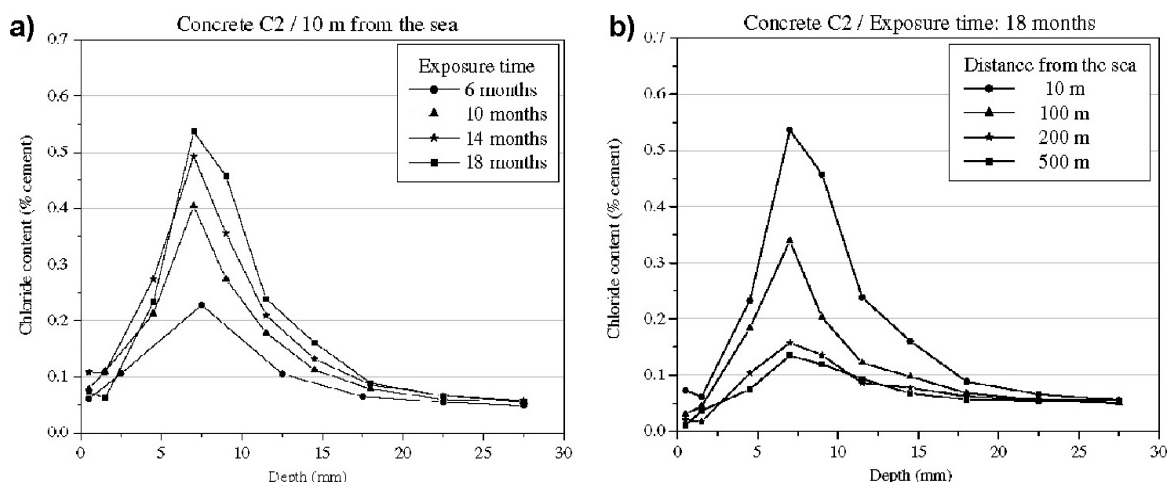 a)
Concrete C2 / 10 m from the sea
0.7
0.6
0.5
0.4
0.3
0.2
0.1
0.0
Chloride content (% cement)
Exposure time
6 months
10 months
14 months
18 months
0 5 10 15 20 25 30
Depth (mm)
b)
Concrete C2 / Exposure time: 18 months
0.7
0.6
0.5
0.4
0.3
0.2
0.1
0.0
Chloride content (% cement)
Distance from the sea
10 m
100 m
200 m
500 m
0 5 10 15 20 25 30
Depth (mm)